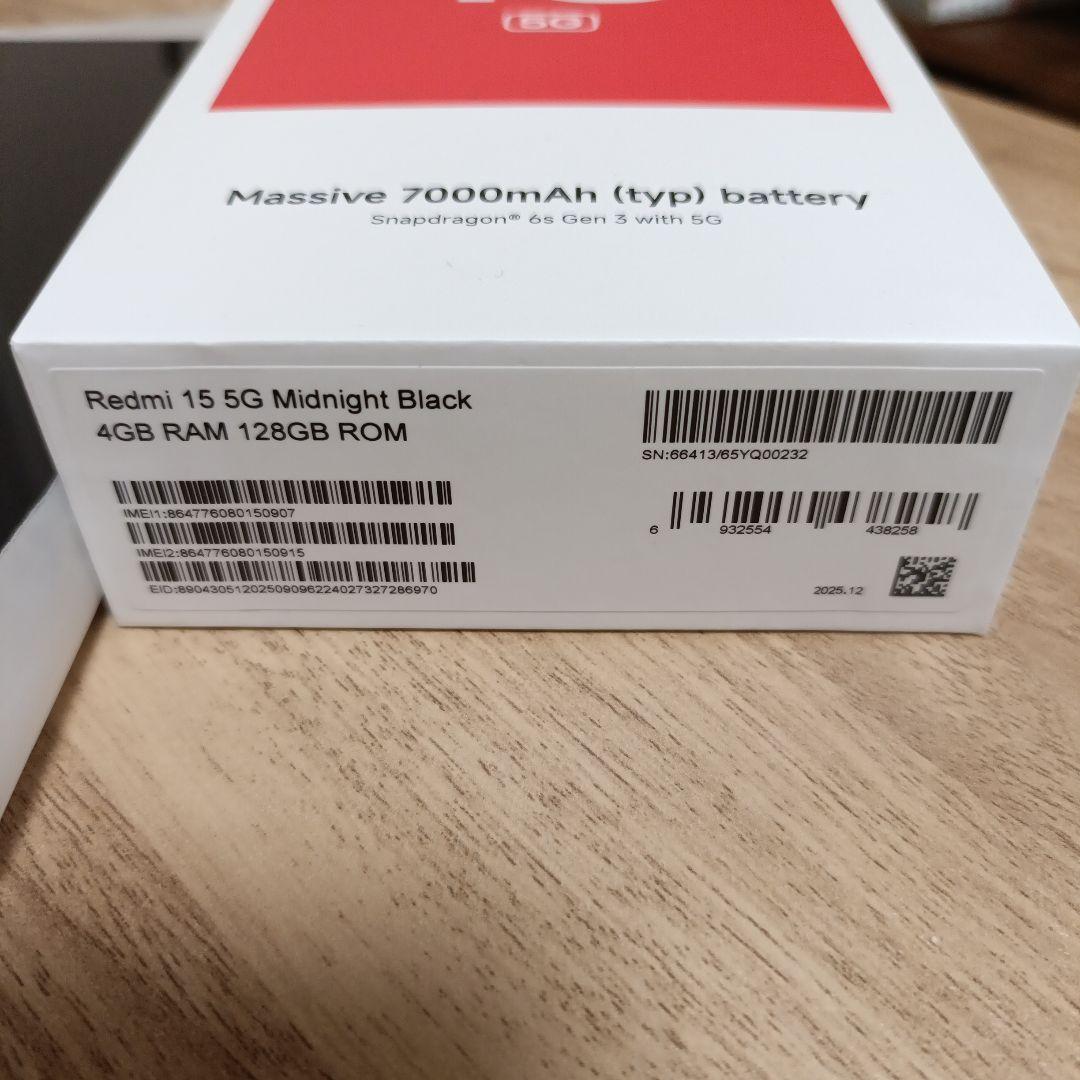 5G
Massive 7000mAh (typ) battery
Snapdragon® 6s Gen 3 with 5G
Redmi 15 5G Midnight Black
4GB RAM 128GB ROM
SN:66413/65YQ00232
IMEI1:864776080150907
6 932554 438258
IMEI2:864776080150915
EID:89043051202509096224027327286970
2025.12